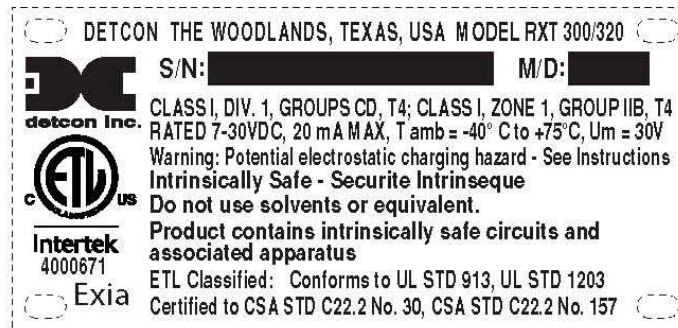 DETCON THE WOODLANDS, TEXAS, USA MODEL RXT 300/320
S/N: M/D:
detcon Inc.
CLASS I, DIV. 1, GROUPS CD, T4; CLASS I, ZONE 1, GROUP IIB, T4
RATED 7-30VDC, 20 mA MAX, T amb = -40° C to +75°C, Um = 30V
Warning: Potential electrostatic charging hazard - See Instructions
Intrinsically Safe - Securite Intrinseque
Do not use solvents or equivalent.
Product contains intrinsically safe circuits and
associated apparatus
ETL Classified: Conforms to UL STD 913, UL STD 1203
Certified to CSA STD C22.2 No. 30, CSA STD C22.2 No. 157
C ETL US
CLASSIFIED
Intertek
4000671
Exia